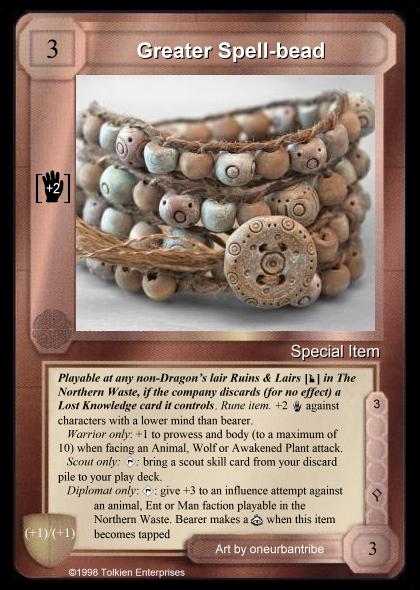 3
Greater Spell-bead
[+2]
Special Item
Playable at any non-Dragon's lair Ruins & Lairs [] in The
Northern Waste, if the company discards (for no effect) a
Lost Knowledge card it controls. Rune item. +2 against
characters with a lower mind than bearer.
Warrior only: +1 to prowess and body (to a maximum of
10) when facing an Animal, Wolf or Awakened Plant attack.
Scout only: : bring a scout skill card from your discard
pile to your play deck.
Diplomat only: : give +3 to an influence attempt against
an animal, Ent or Man faction playable in the
Northern Waste. Bearer makes a when this item
becomes tapped
3
(+1)/(+1)
Art by oneurbantribe
3
©1998 Tolkien Enterprises